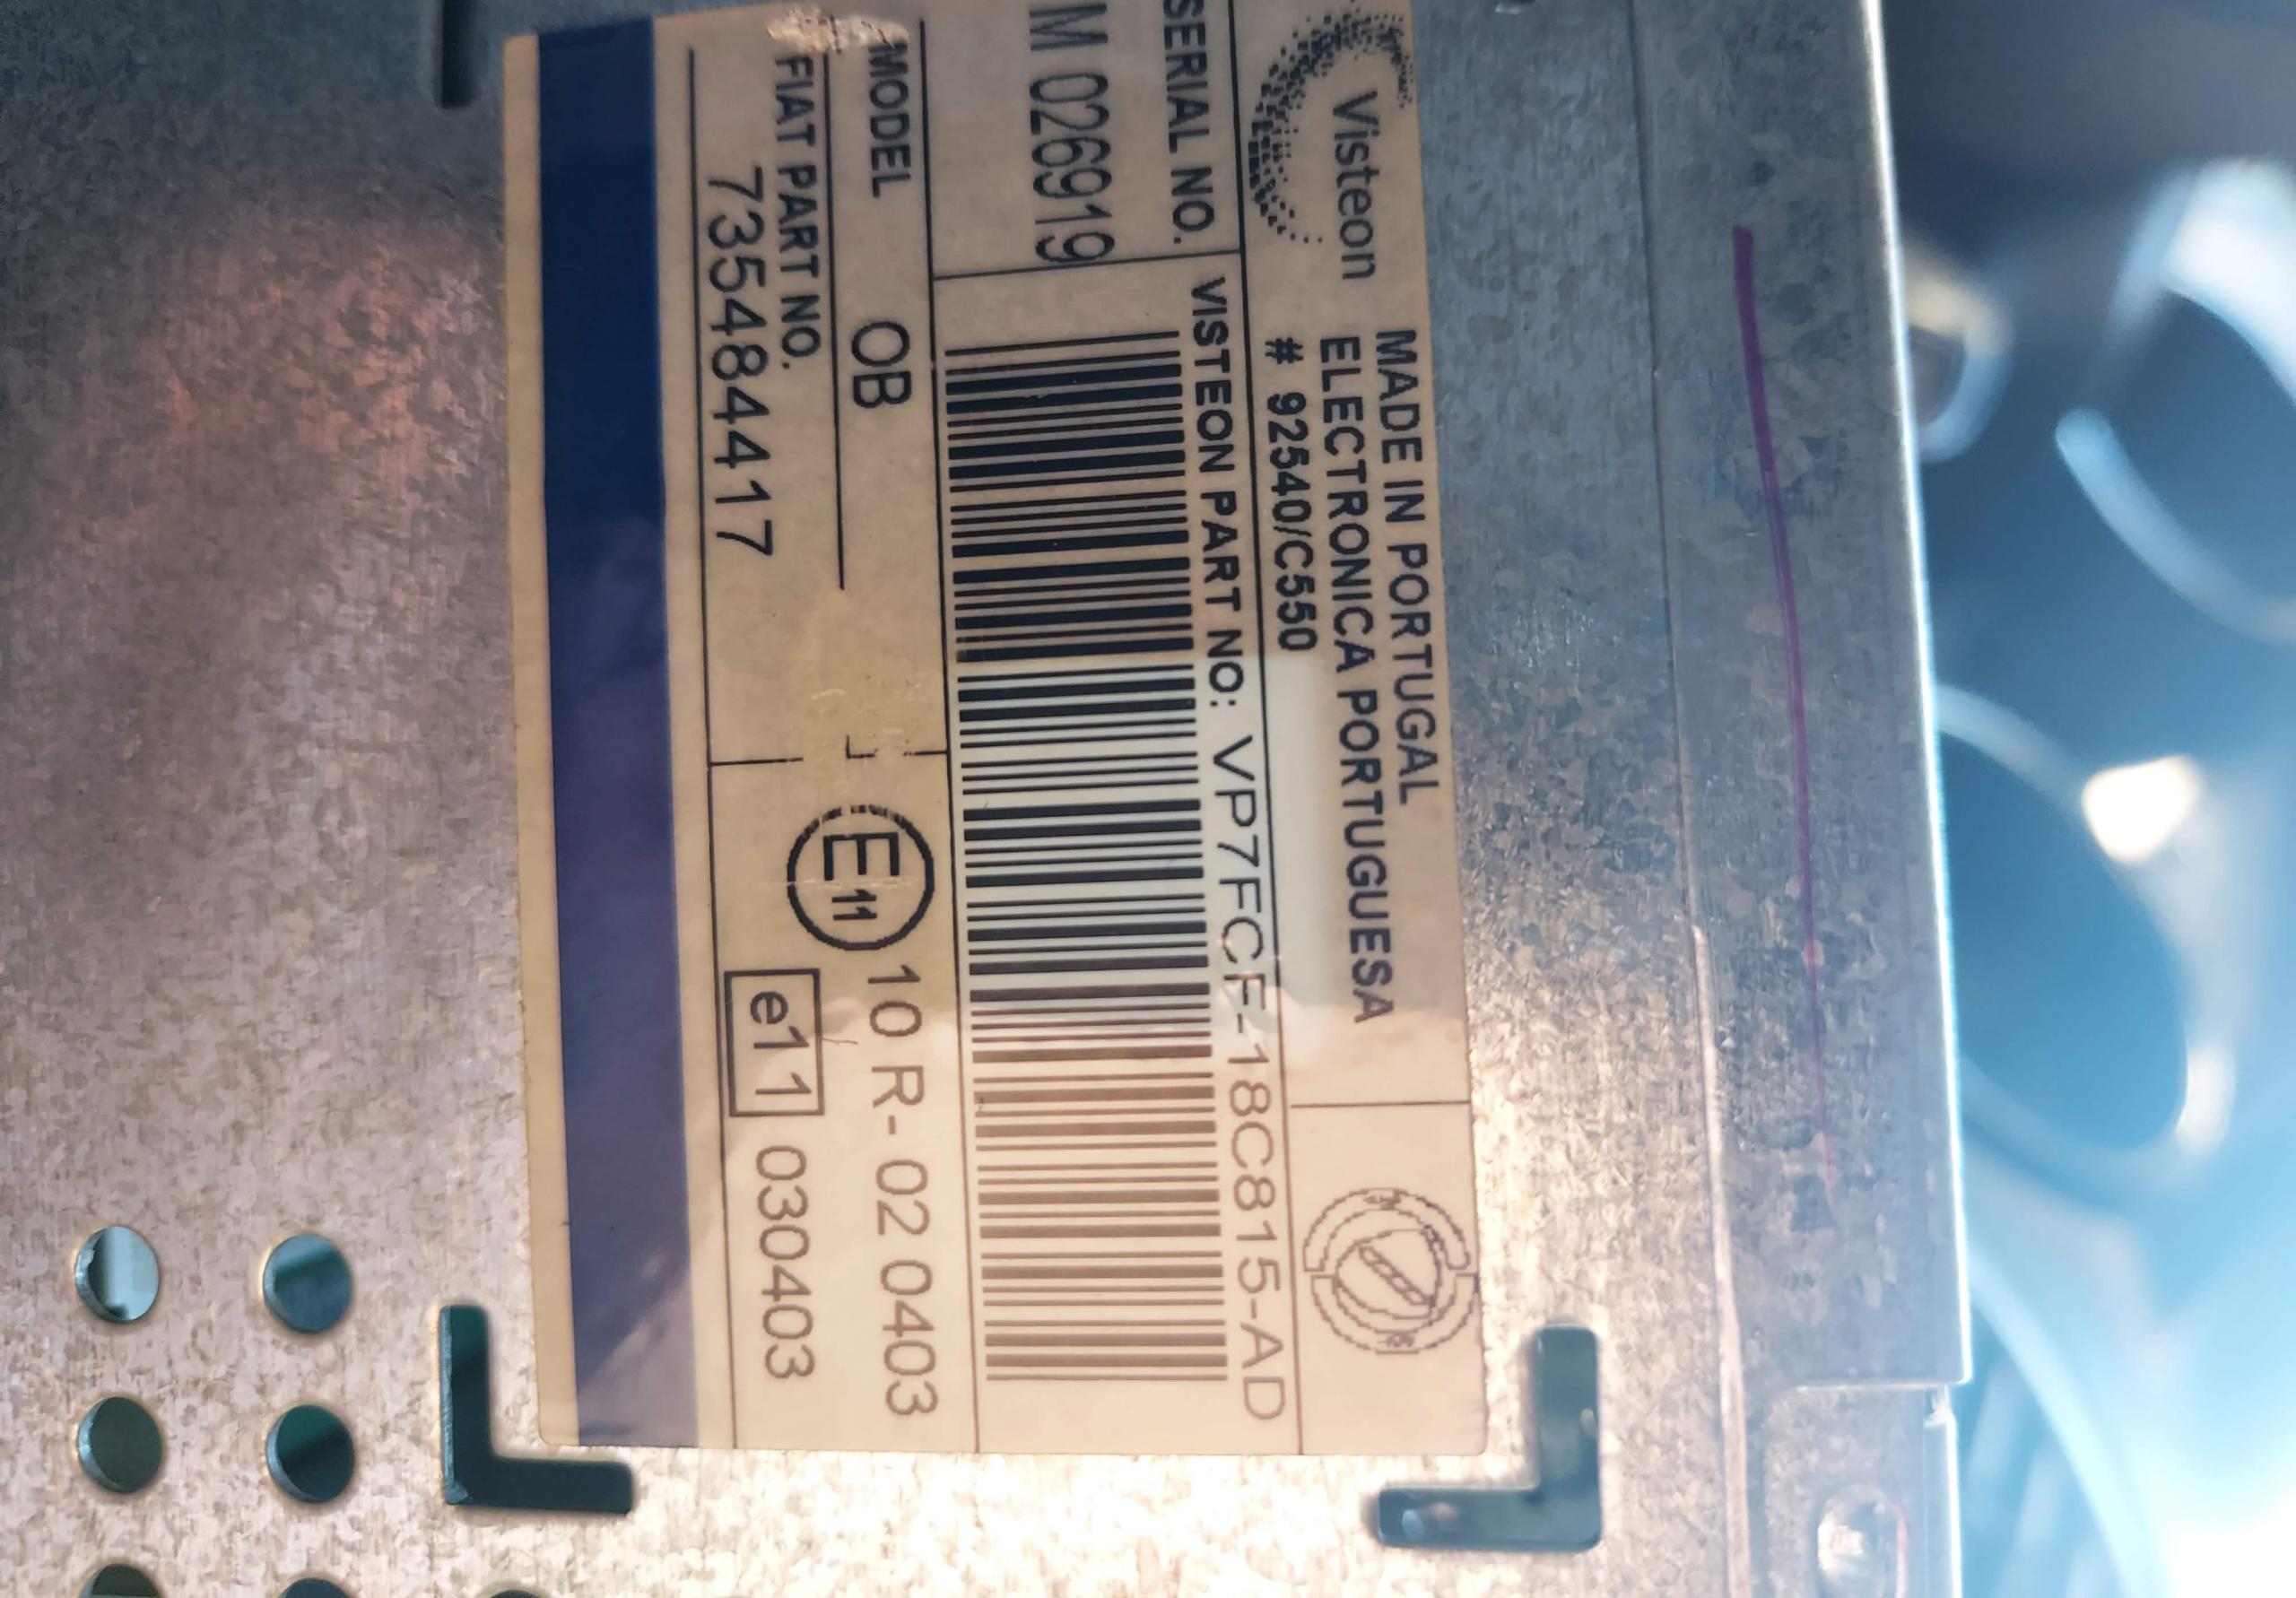 Visteon
MADE IN PORTUGAL
ELECTRONICA PORTUGUESA
# 92540/C550
SERIAL NO.
M 026919
VISTEON PART NO: VP7FCF-18C815-AD
MODEL OB
FIAT PART NO.
735484417
E11 10 R- 02 0403
e11 030403